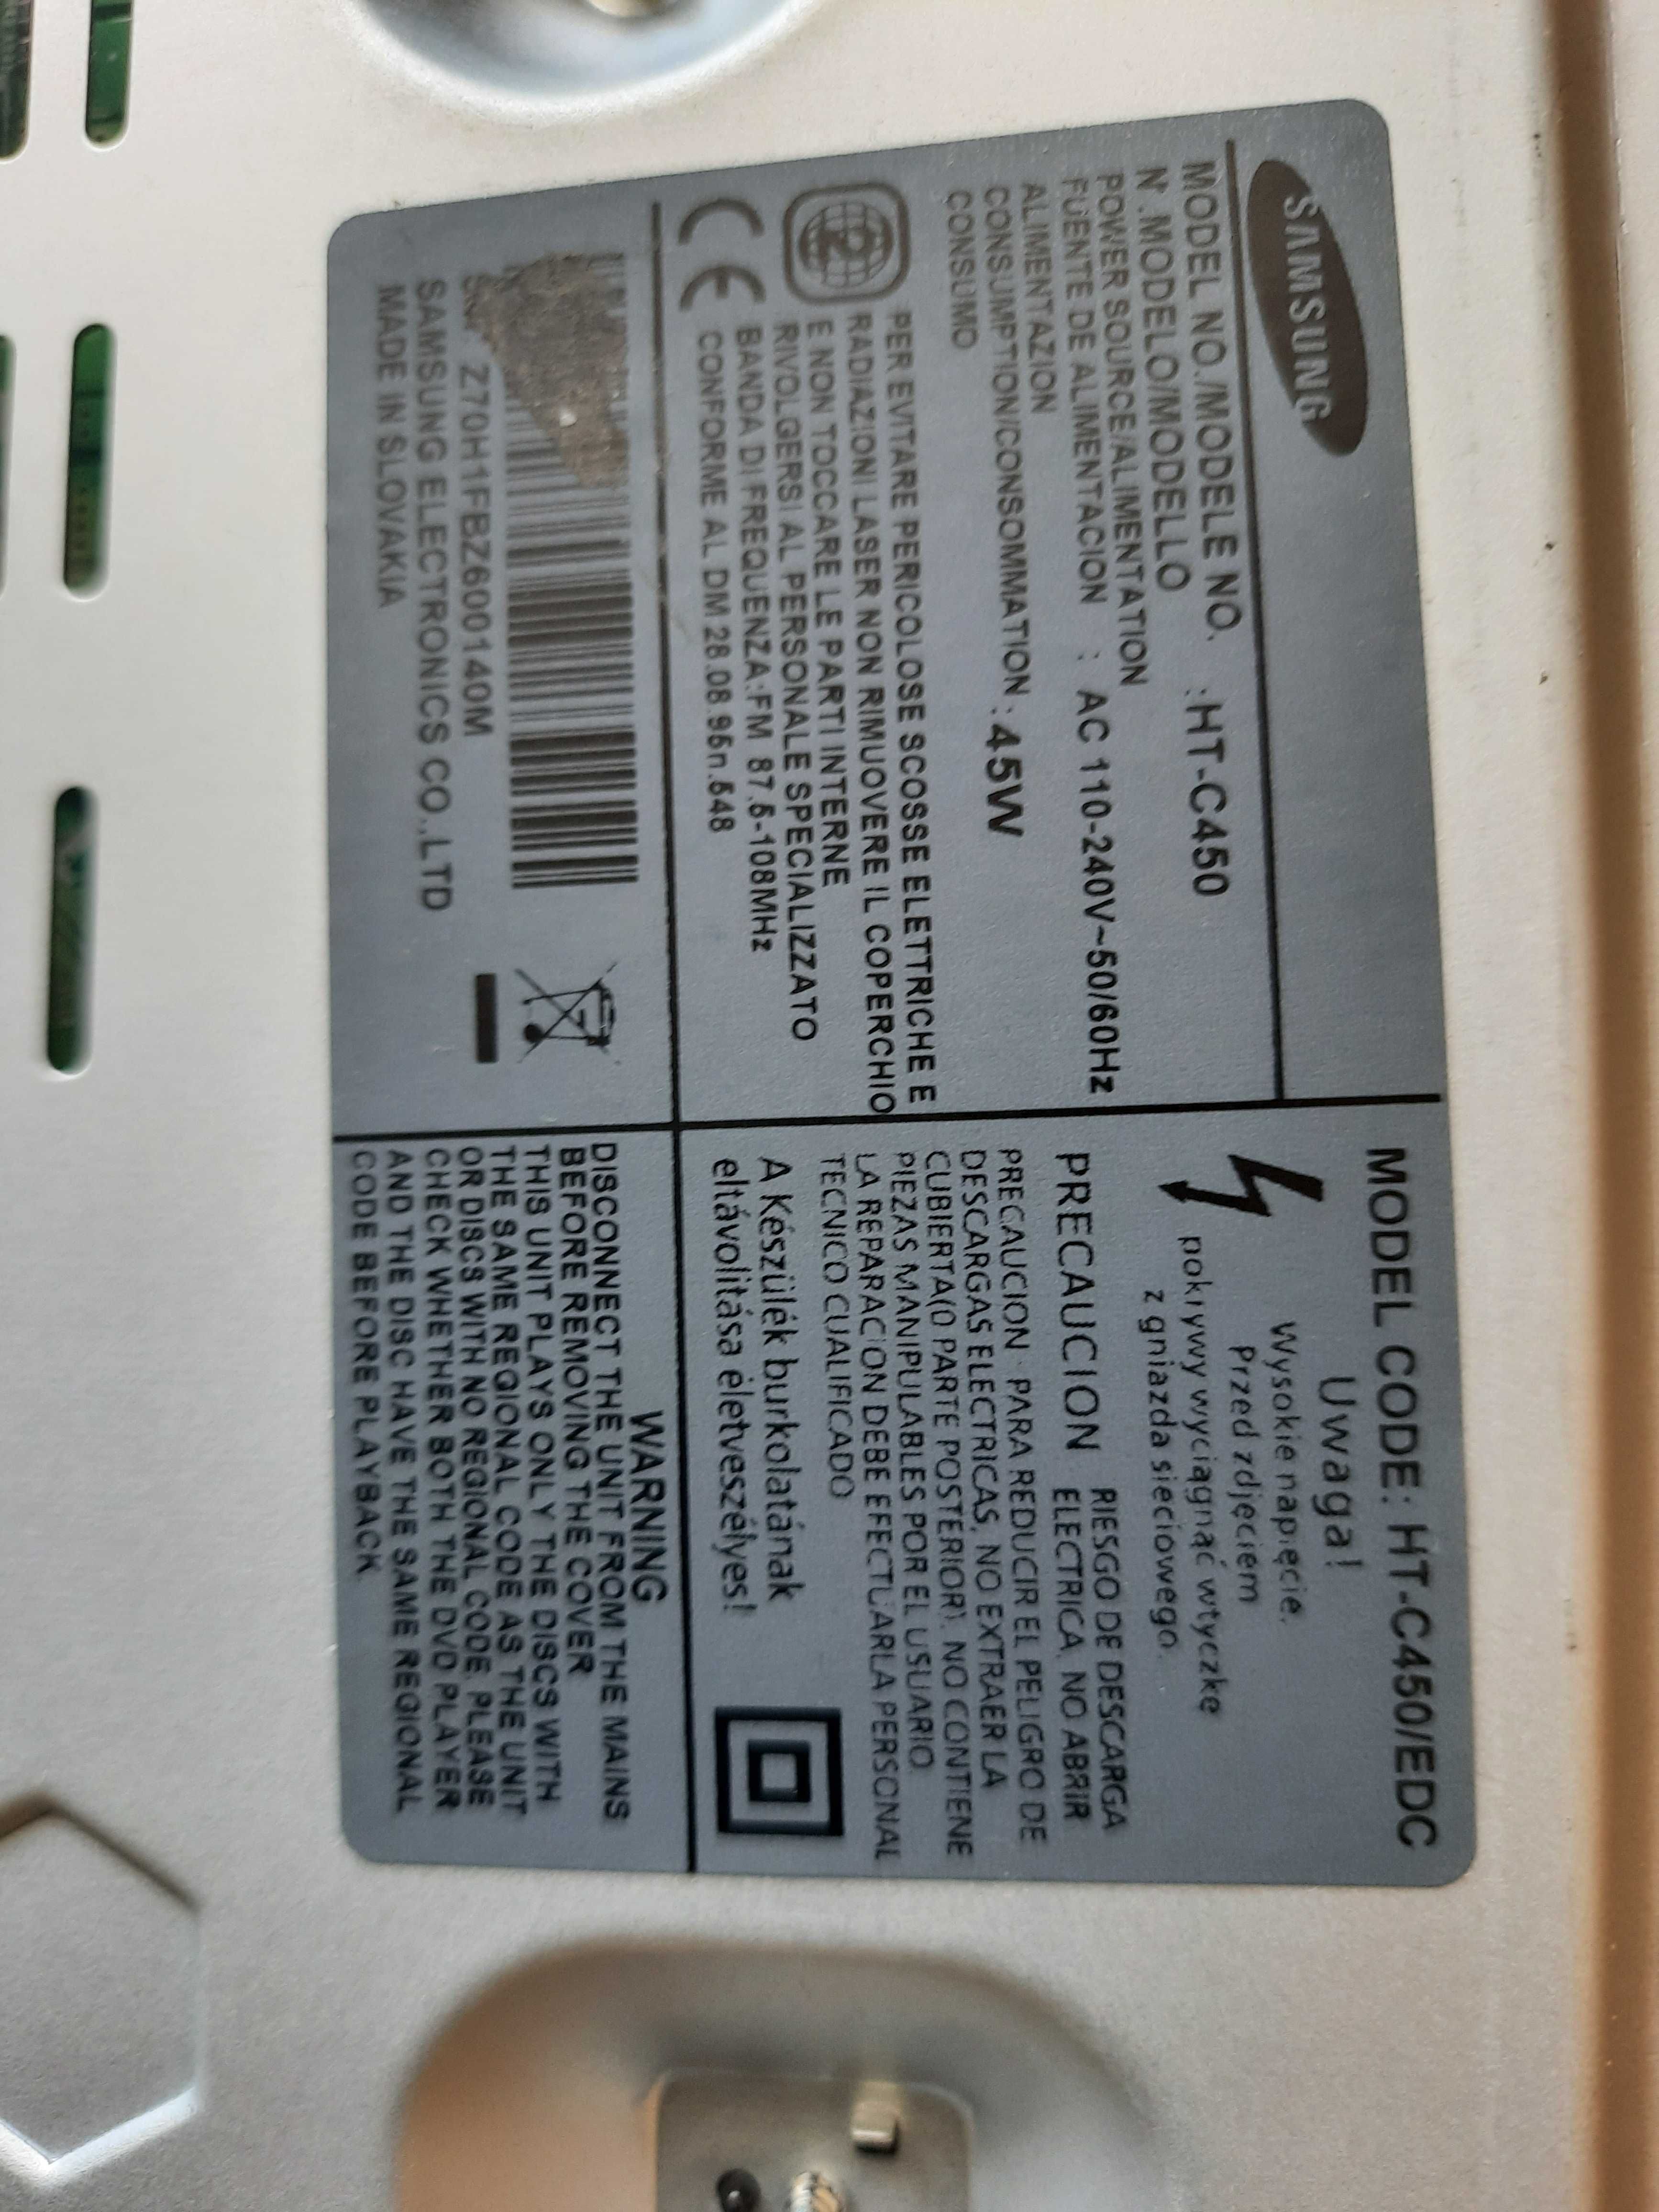 SAMSUNG
MODEL NO./MODELE NO.
N°.MODELO/MODELLO :HT-C450
POWER SOURCE/ALIMENTATION
FUENTE DE ALIMENTACION : AC 110-240V~50/60Hz
ALIMENTAZION
CONSUMPTION/CONSOMMATION : 45W
CONSUMO
2
PER EVITARE PERICOLOSE SCOSSE ELETTRICHE E
RADIAZIONI LASER NON RIMUOVERE IL COPERCHIO
E NON TOCCARE LE PARTI INTERNE
RIVOLGERSI AL PERSONALE SPECIALIZZATO
BANDA DI FREQUENZA:FM 87.5-108MHz
CE CONFORME AL DM 28.08.95n.548
Z70H1FBZ600140M
SAMSUNG ELECTRONICS CO.,LTD
MADE IN SLOVAKIA
MODEL CODE: HT-C450/EDC
Uwaga!
Wysokie napięcie.
Przed zdjęciem
pokrywy wyciągnąć wtyczkę
z gniazda sieciowego.
PRECAUCION RIESGO DE DESCARGA
ELECTRICA, NO ABRIR
PRECAUCION : PARA REDUCIR EL PELIGRO DE
DESCARGAS ELECTRICAS, NO EXTRAER LA
CUBIERTA(O PARTE POSTERIOR). NO CONTIENE
PIEZAS MANIPULABLES POR EL USUARIO
LA REPARACION DEBE EFECTUARLA PERSONAL
TECNICO CUALIFICADO
A Készülék burkolatának
eltávolitása életveszélyes!
WARNING
DISCONNECT THE UNIT FROM THE MAINS
BEFORE REMOVING THE COVER
THIS UNIT PLAYS ONLY THE DISCS WITH
THE SAME REGIONAL CODE AS THE UNIT
OR DISCS WITH NO REGIONAL CODE, PLEASE
CHECK WHETHER BOTH THE DVD PLAYER
AND THE DISC HAVE THE SAME REGIONAL
CODE BEFORE PLAYBACK